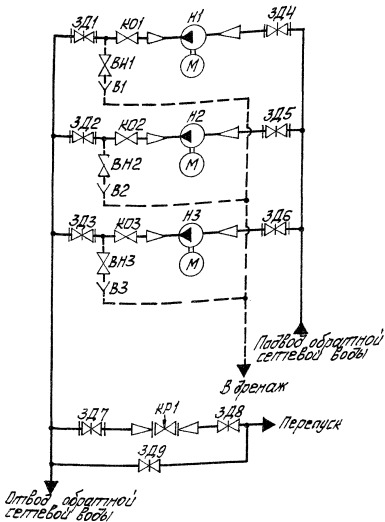 ЗД1
КО1
Н1
ЗД4
ВН1
М
В1
ЗД2
КО2
Н2
ЗД5
ВН2
М
В2
ЗД3
КО3
Н3
ЗД6
ВН3
М
В3
Подвод обратной
сетевой воды
В дренаж
ЗД7
КР1
ЗД8
Перепуск
ЗД9
Отвод обратной
сетевой воды